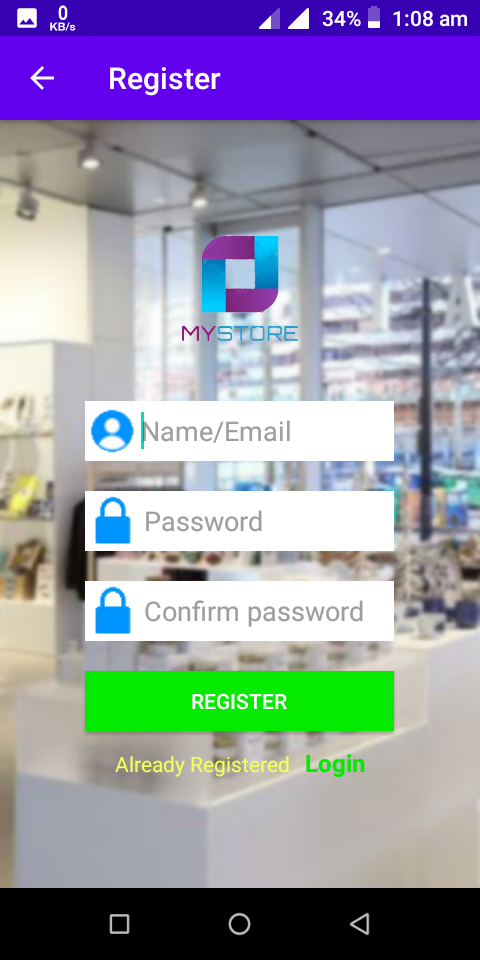 0
KB/s
34% 1:08 am
Register
MYSTORE
Name/Email
Password
Confirm password
REGISTER
Already Registered Login